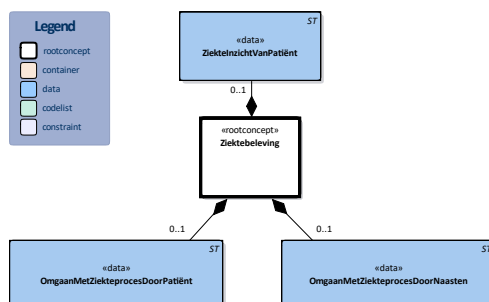 Legend
rootconcept
container
data
codelist
constraint
ST
«data»
ZiekteInzichtVanPatiënt
0..1
«rootconcept»
Ziektebeleving
0..1
0..1
ST
«data»
OmgaanMetZiekteprocesDoorPatiënt
ST
«data»
OmgaanMetZiekteprocesDoorNaasten